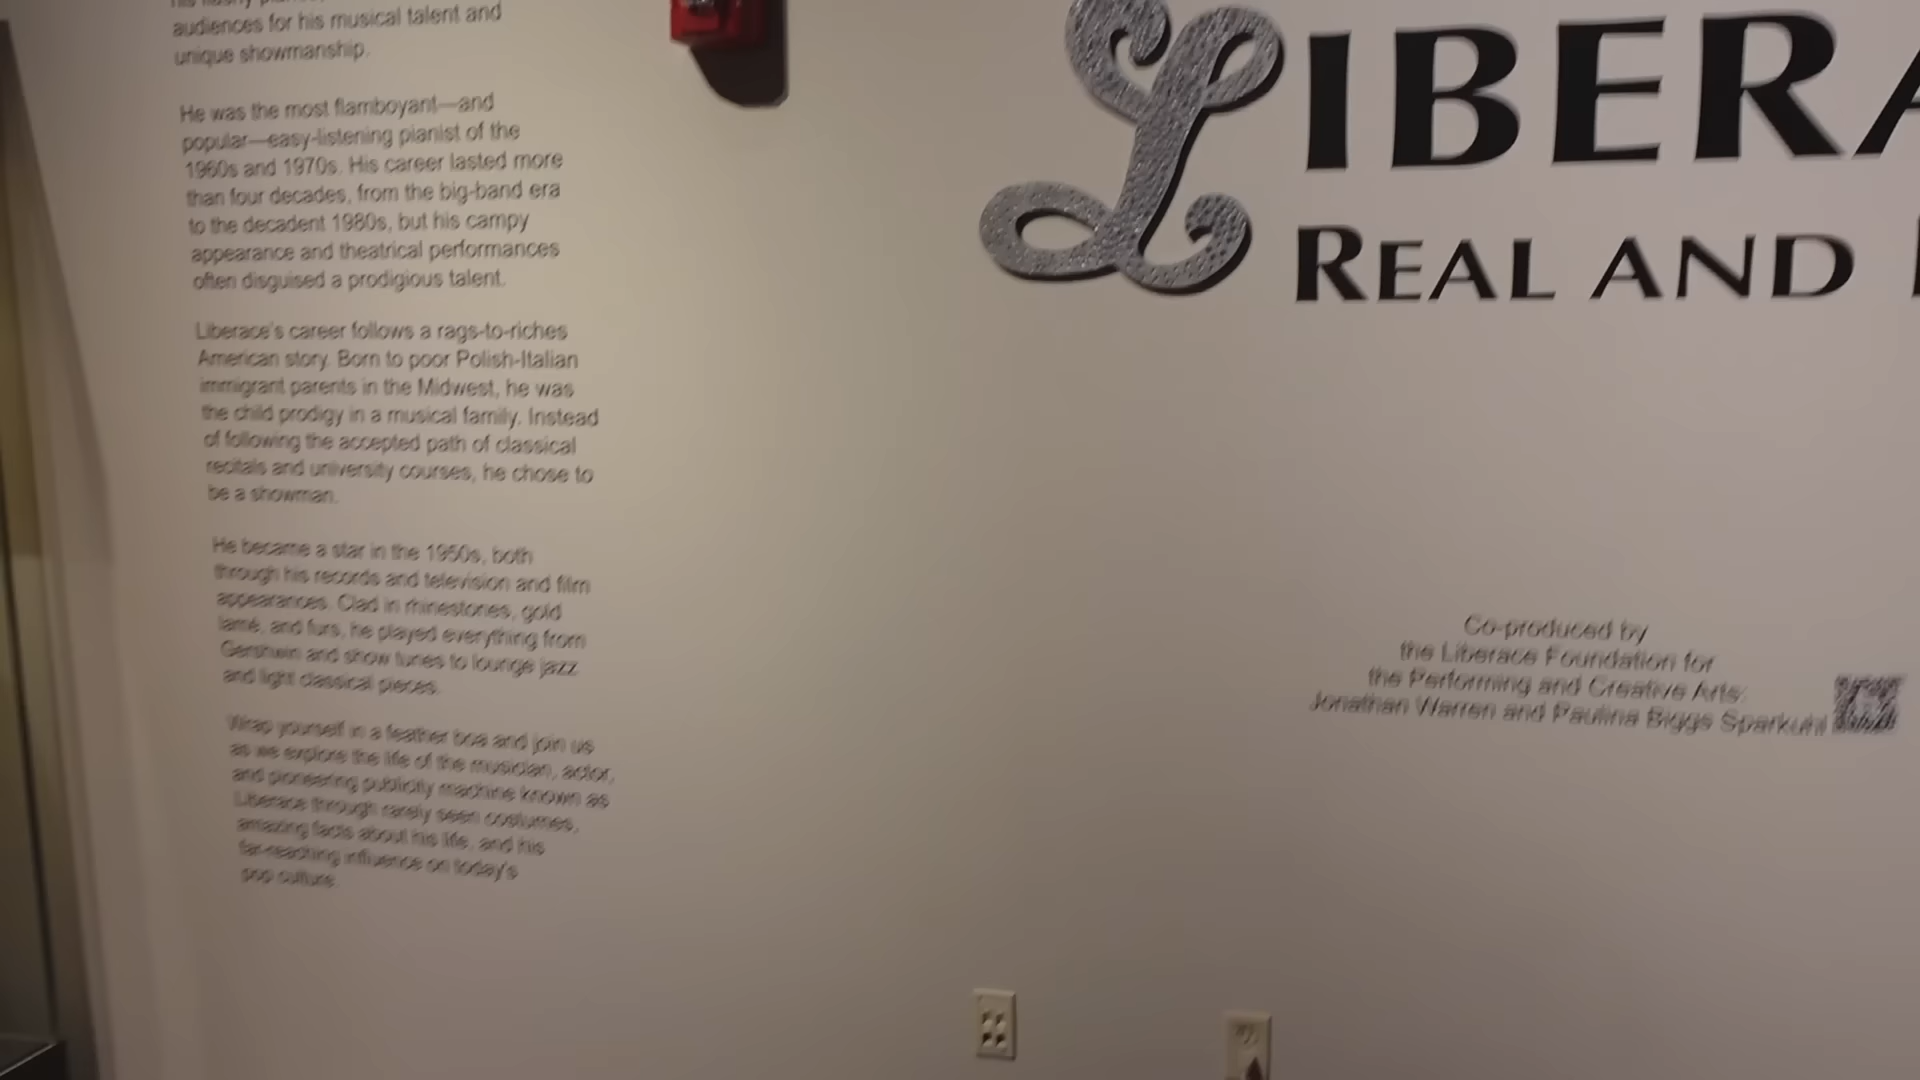 audiences for his musical talent and
unique showmanship.
He was the most flamboyant—and
popular—easy-listening pianist of the
1960s and 1970s. His career lasted more
than four decades, from the big-band era
to the decadent 1980s, but his campy
appearance and theatrical performances
often disguised a prodigious talent.
Liberace's career follows a rags-to-riches
American story. Born to poor Polish-Italian
immigrant parents in the Midwest, he was
the child prodigy in a musical family. Instead
of following the accepted path of classical
recitals and university courses, he chose to
be a showman.
He became a star in the 1950s, both
through his records and television and film
appearances. Clad in rhinestones, gold
lamé, and furs, he played everything from
Gershwin and show tunes to lounge jazz
and light classical pieces.
Wrap yourself in a feather boa and join us
as we explore the life of the musician, actor,
and pioneering publicity machine known as
Liberace through rarely seen costumes,
amazing facts about his life, and his
far-reaching influence on today's
pop culture.
LIBERA
REAL AND
Co-produced by
the Liberace Foundation for
the Performing and Creative Arts:
Jonathan Warren and Paulina Biggs Sparkuhl